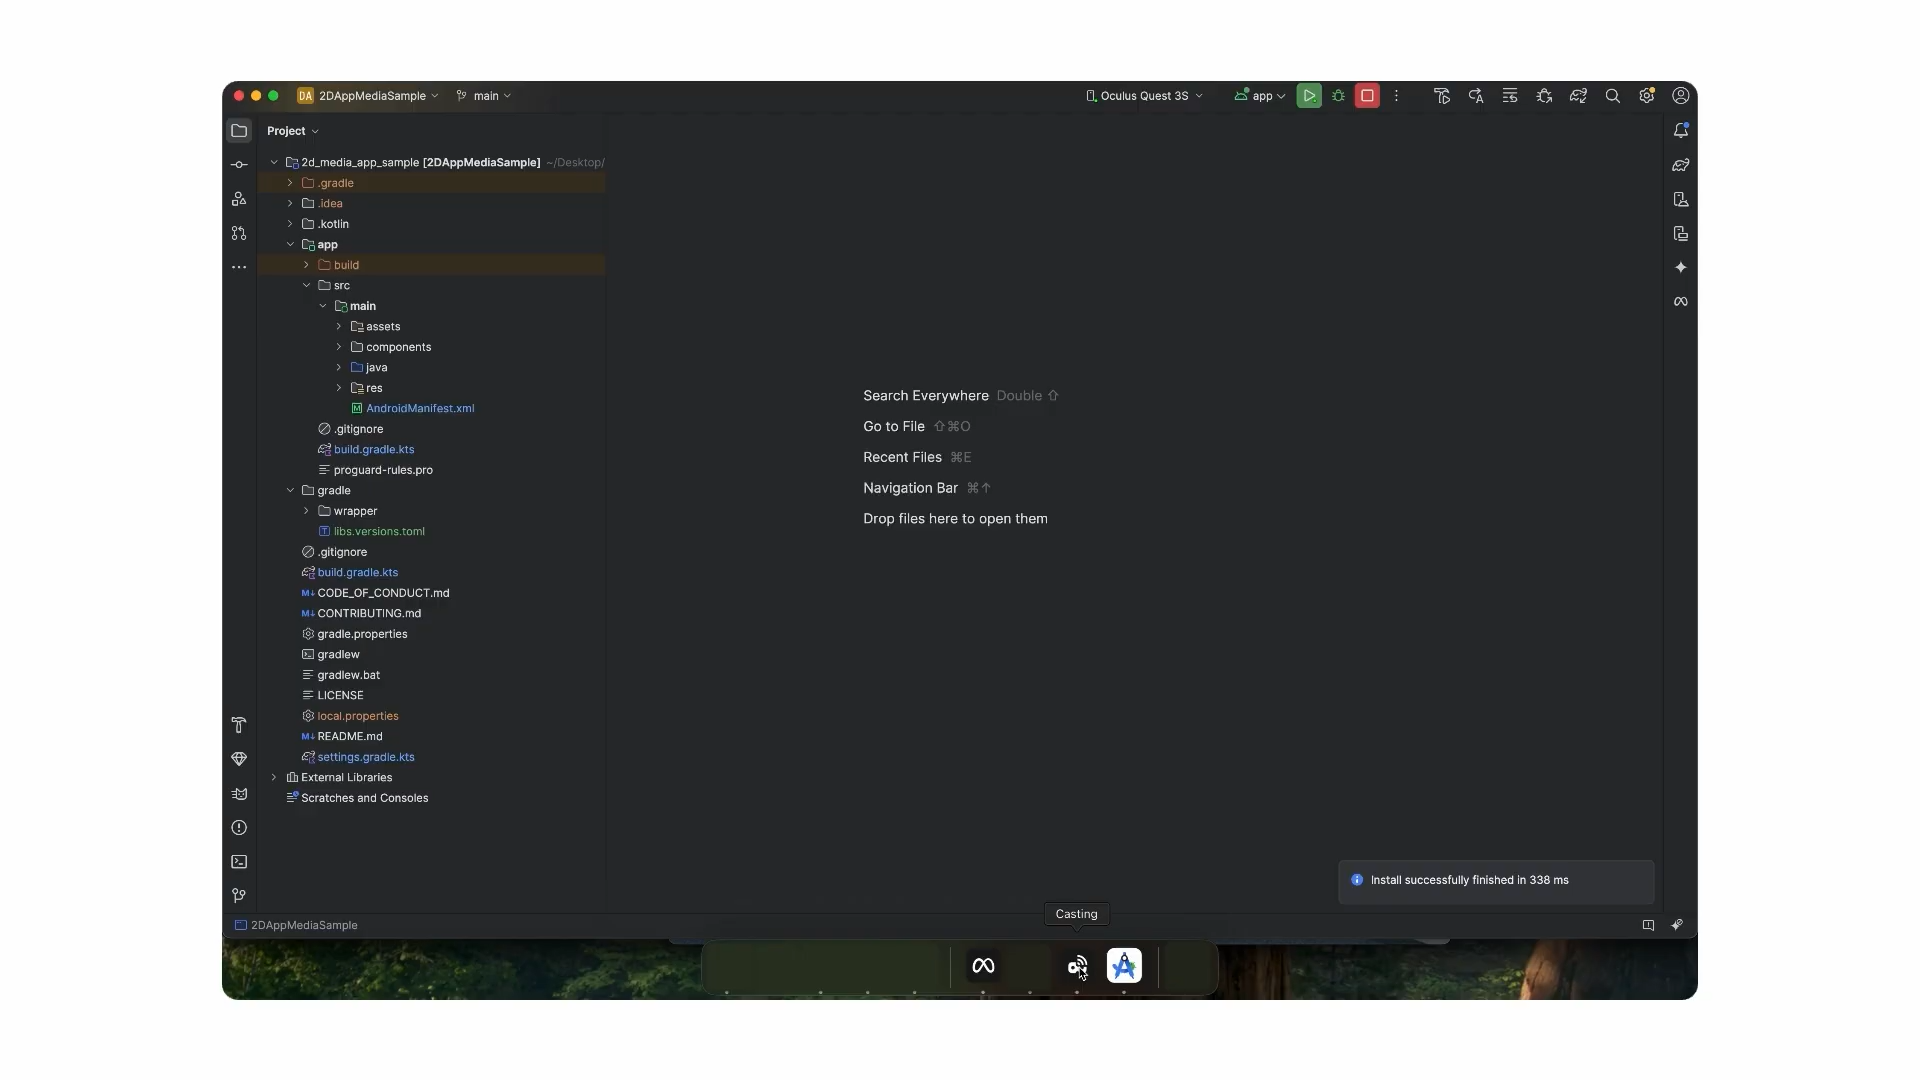 DA 2DAppMediaSample main Oculus Quest 3S app
Project
2d_media_app_sample [2DAppMediaSample] ~/Desktop/
.gradle
.idea
.kotlin
app
build
src
main
assets
components
java
res
AndroidManifest.xml
.gitignore
build.gradle.kts
proguard-rules.pro
gradle
wrapper
libs.versions.toml
.gitignore
build.gradle.kts
CODE_OF_CONDUCT.md
CONTRIBUTING.md
gradle.properties
gradlew
gradlew.bat
LICENSE
local.properties
README.md
settings.gradle.kts
External Libraries
Scratches and Consoles
Search Everywhere Double ⇧
Go to File ⇧⌘O
Recent Files ⌘E
Navigation Bar ⌘↑
Drop files here to open them
Install successfully finished in 338 ms
Casting
2DAppMediaSample